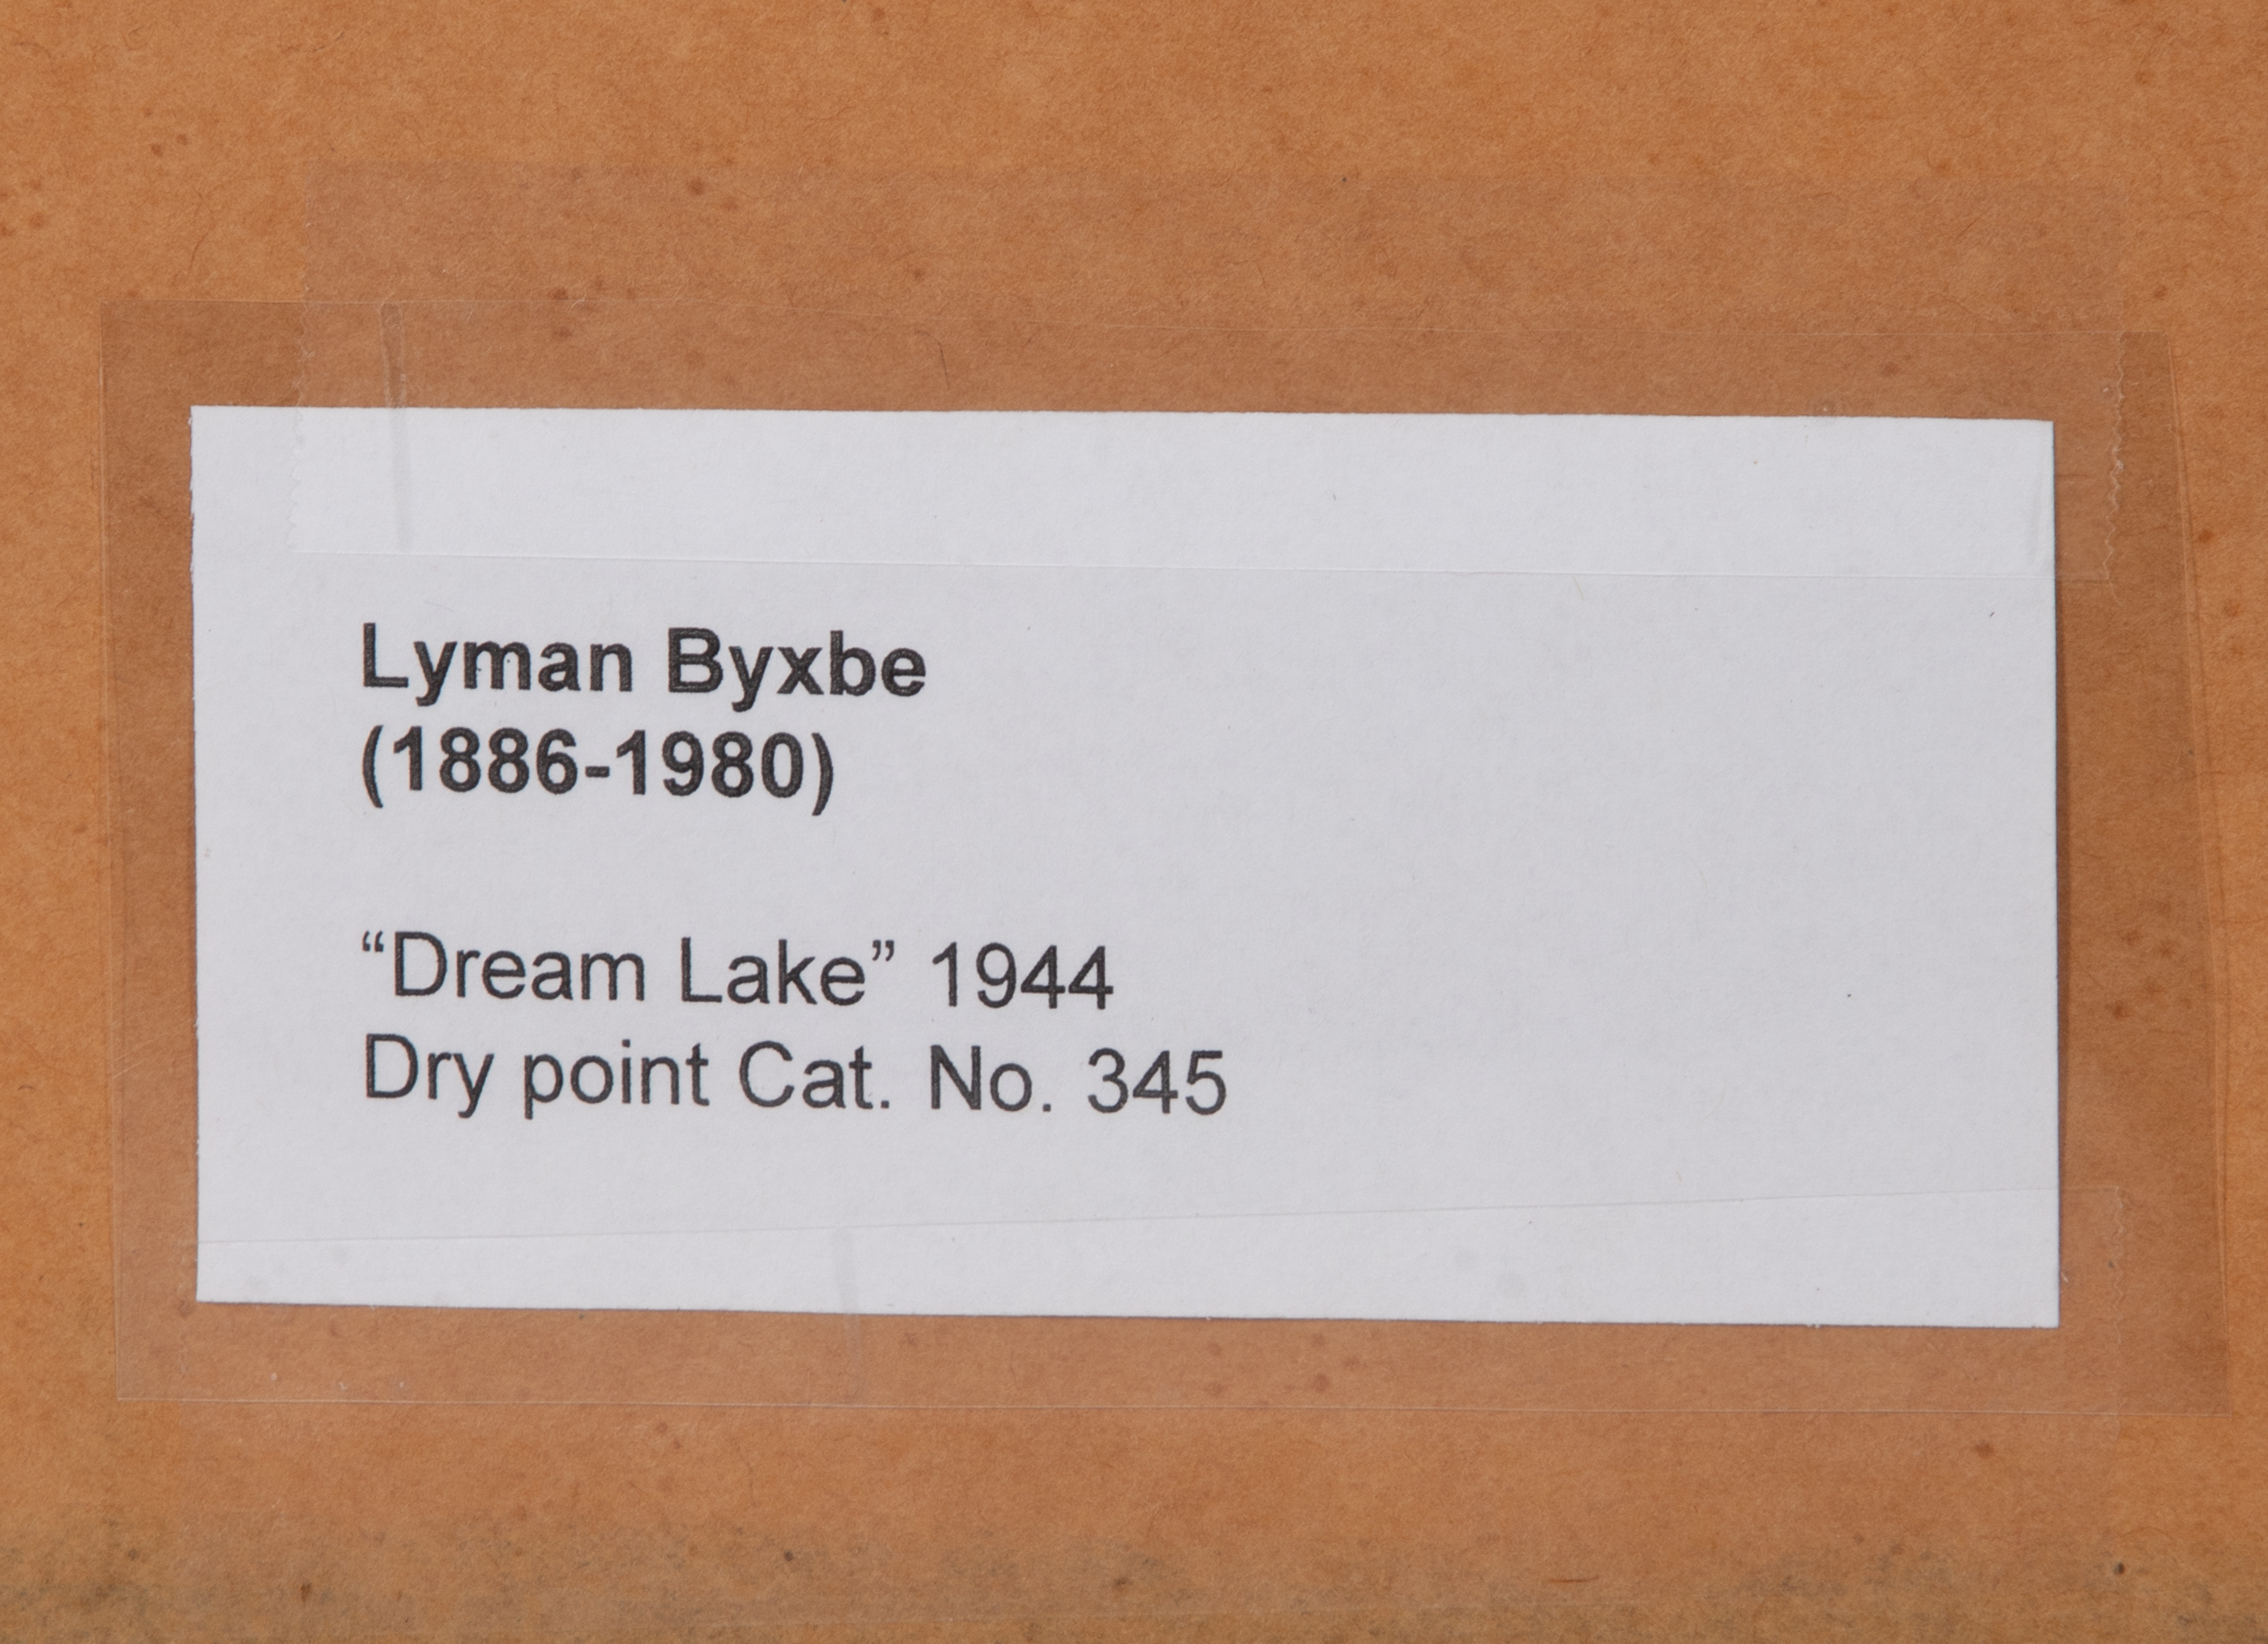 Lyman Byxbe
(1886-1980)
“Dream Lake” 1944
Dry point Cat. No. 345